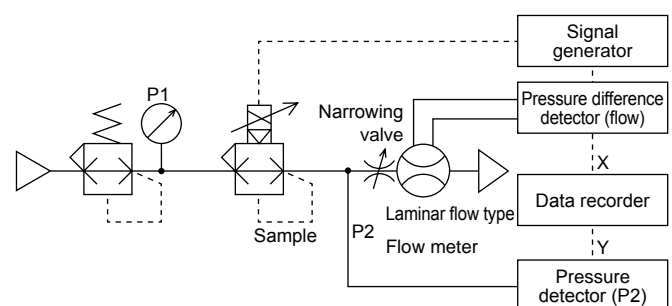 Signal
generator
P1
Narrowing
valve
Pressure difference
detector (flow)
X
Laminar flow type
Flow meter
P2
Sample
Data recorder
Y
Pressure
detector (P2)